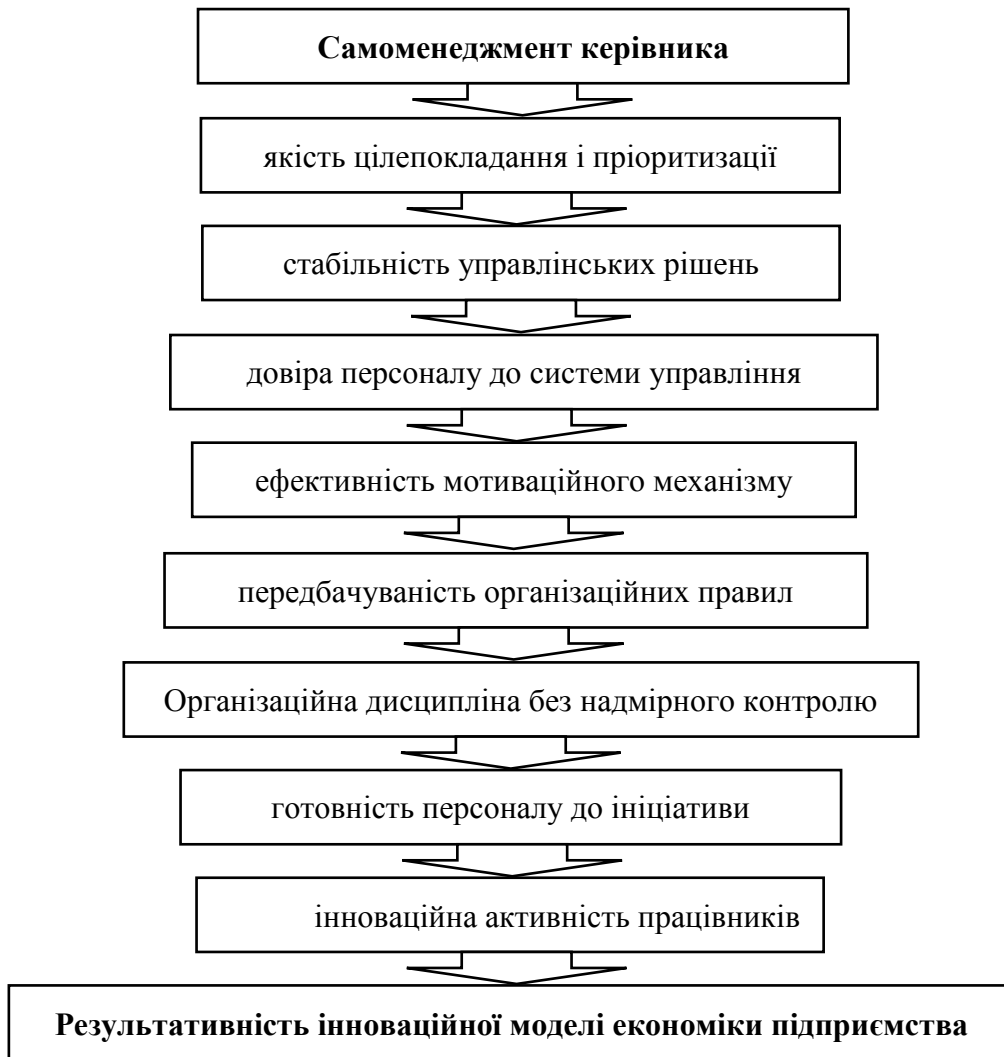 Самоменеджмент керівника
якість цілепокладання і пріоритизації
стабільність управлінських рішень
довіра персоналу до системи управління
ефективність мотиваційного механізму
передбачуваність організаційних правил
Організаційна дисципліна без надмірного контролю
готовність персоналу до ініціативи
інноваційна активність працівників
Результативність інноваційної моделі економіки підприємства